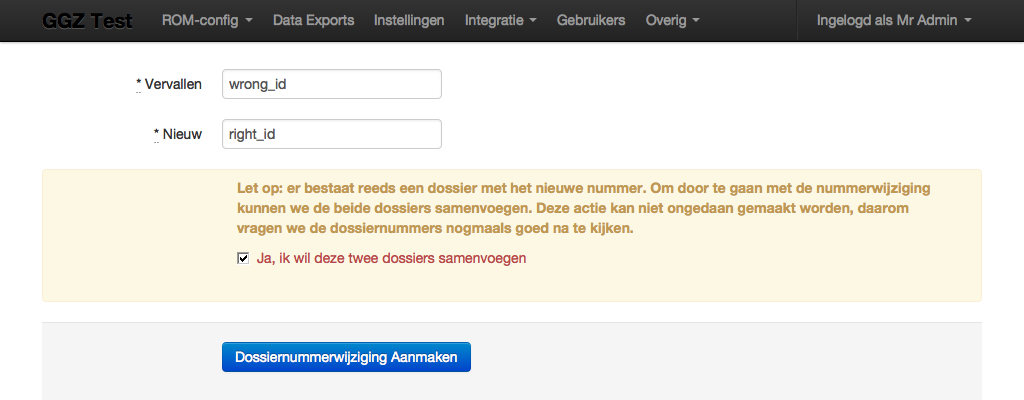 GGZ Test ROM-config Data Exports Instellingen Integratie Gebruikers Overig Ingelogd als Mr Admin
* Vervallen wrong_id
* Nieuw right_id
Let op: er bestaat reeds een dossier met het nieuwe nummer. Om door te gaan met de nummerwijziging
kunnen we de beide dossiers samenvoegen. Deze actie kan niet ongedaan gemaakt worden, daarom
vragen we de dossiernummers nogmaals goed na te kijken.
Ja, ik wil deze twee dossiers samenvoegen
Dossiernummerwijziging Aanmaken